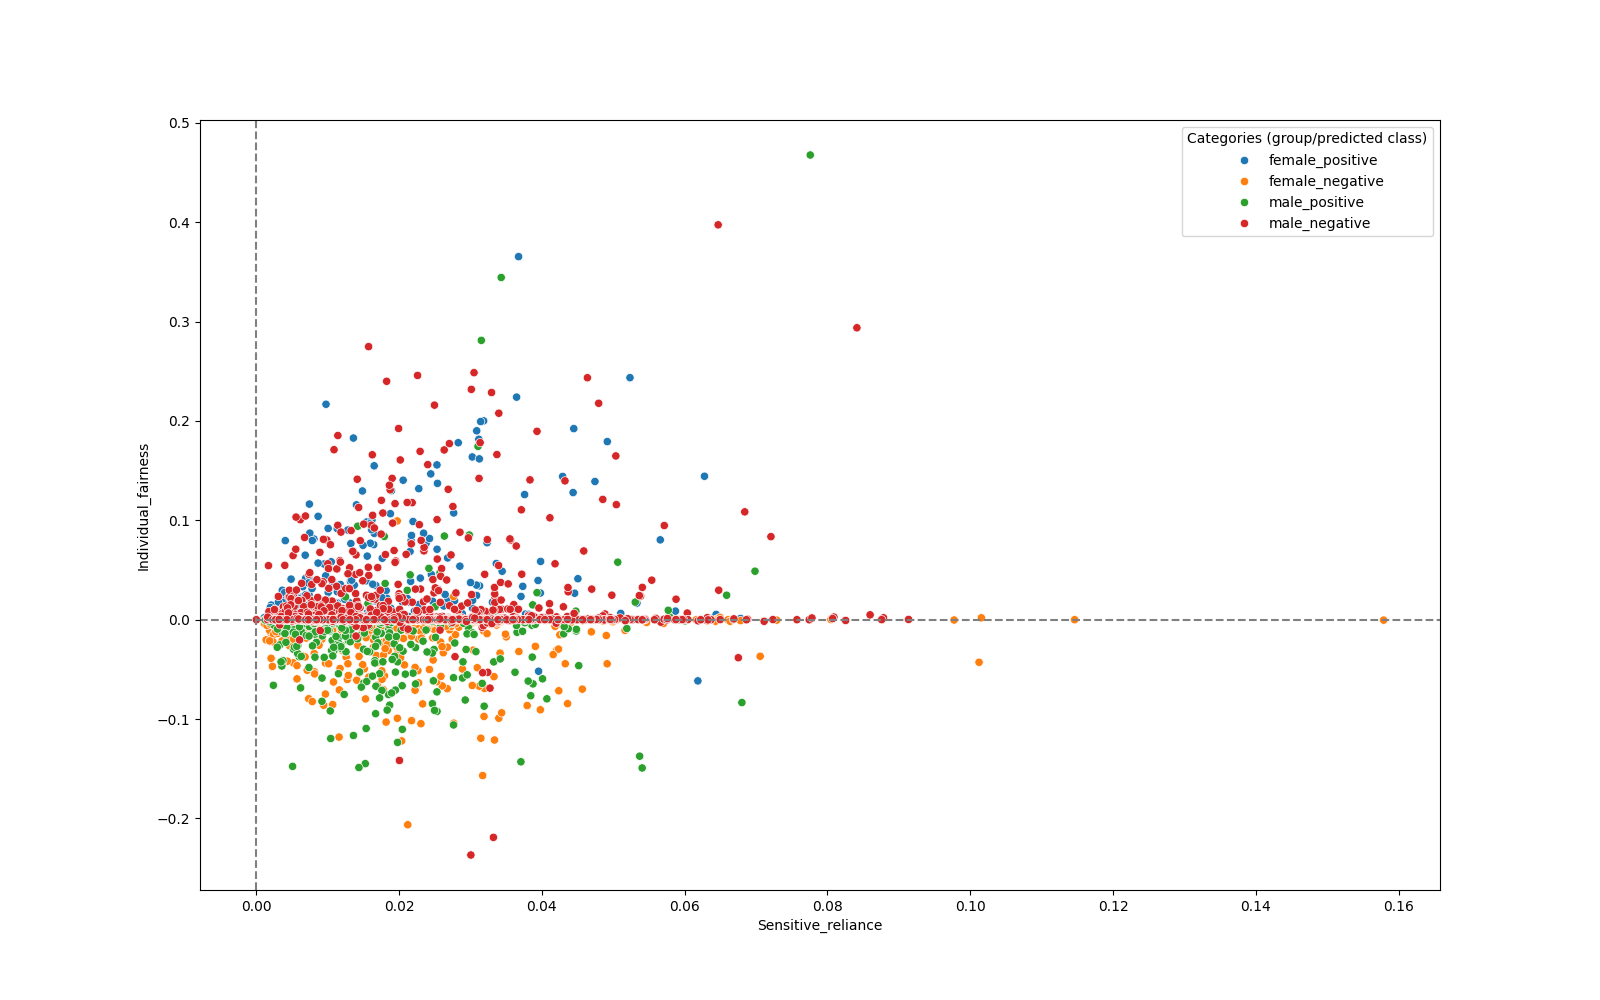 Categories (group/predicted class)
female_positive
female_negative
male_positive
male_negative
0.5
0.4
0.3
0.2
0.1
0.0
−0.1
−0.2
Individual_fairness
0.00
0.02
0.04
0.06
0.08
0.10
0.12
0.14
0.16
Sensitive_reliance